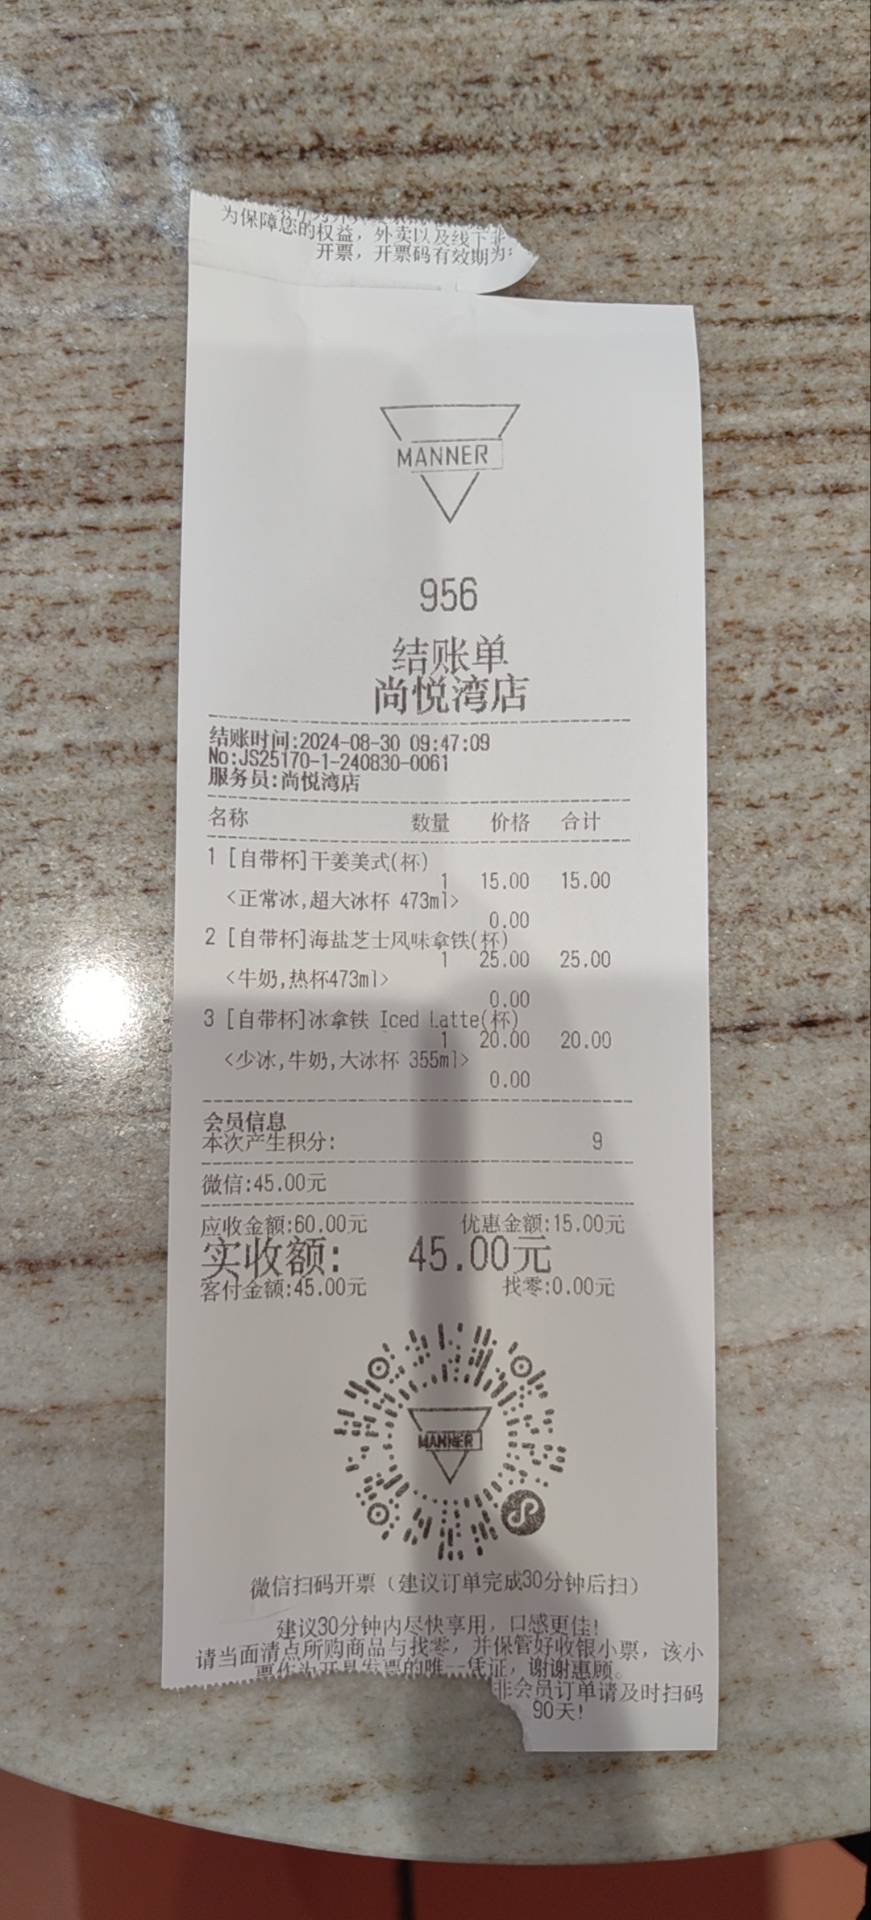 为保障您的权益，外卖以及线下非
开票，开票码有效期为：
MANNER
956
结账单
尚悦湾店
结账时间:2024-08-30 09:47:09
No:JS25170-1-240830-0061
服务员:尚悦湾店
名称 数量 价格 合计
1 [自带杯]干姜美式(杯)
1 15.00 15.00
<正常冰,超大冰杯 473ml>
0.00
2 [自带杯]海盐芝士风味拿铁(杯)
1 25.00 25.00
<牛奶,热杯473ml>
0.00
3 [自带杯]冰拿铁 Iced Latte(杯)
1 20.00 20.00
<少冰,牛奶,大冰杯 355ml>
0.00
会员信息
本次产生积分: 9
微信:45.00元
应收金额:60.00元 优惠金额:15.00元
实收额: 45.00元
客付金额:45.00元 找零:0.00元
MANNER
微信扫码开票（建议订单完成30分钟后扫）
建议30分钟内尽快享用，口感更佳!
请当面清点所购商品与找零，并保管好收银小票，该小
票作为开具发票的唯一凭证，谢谢惠顾。
非会员订单请及时扫码
90天!